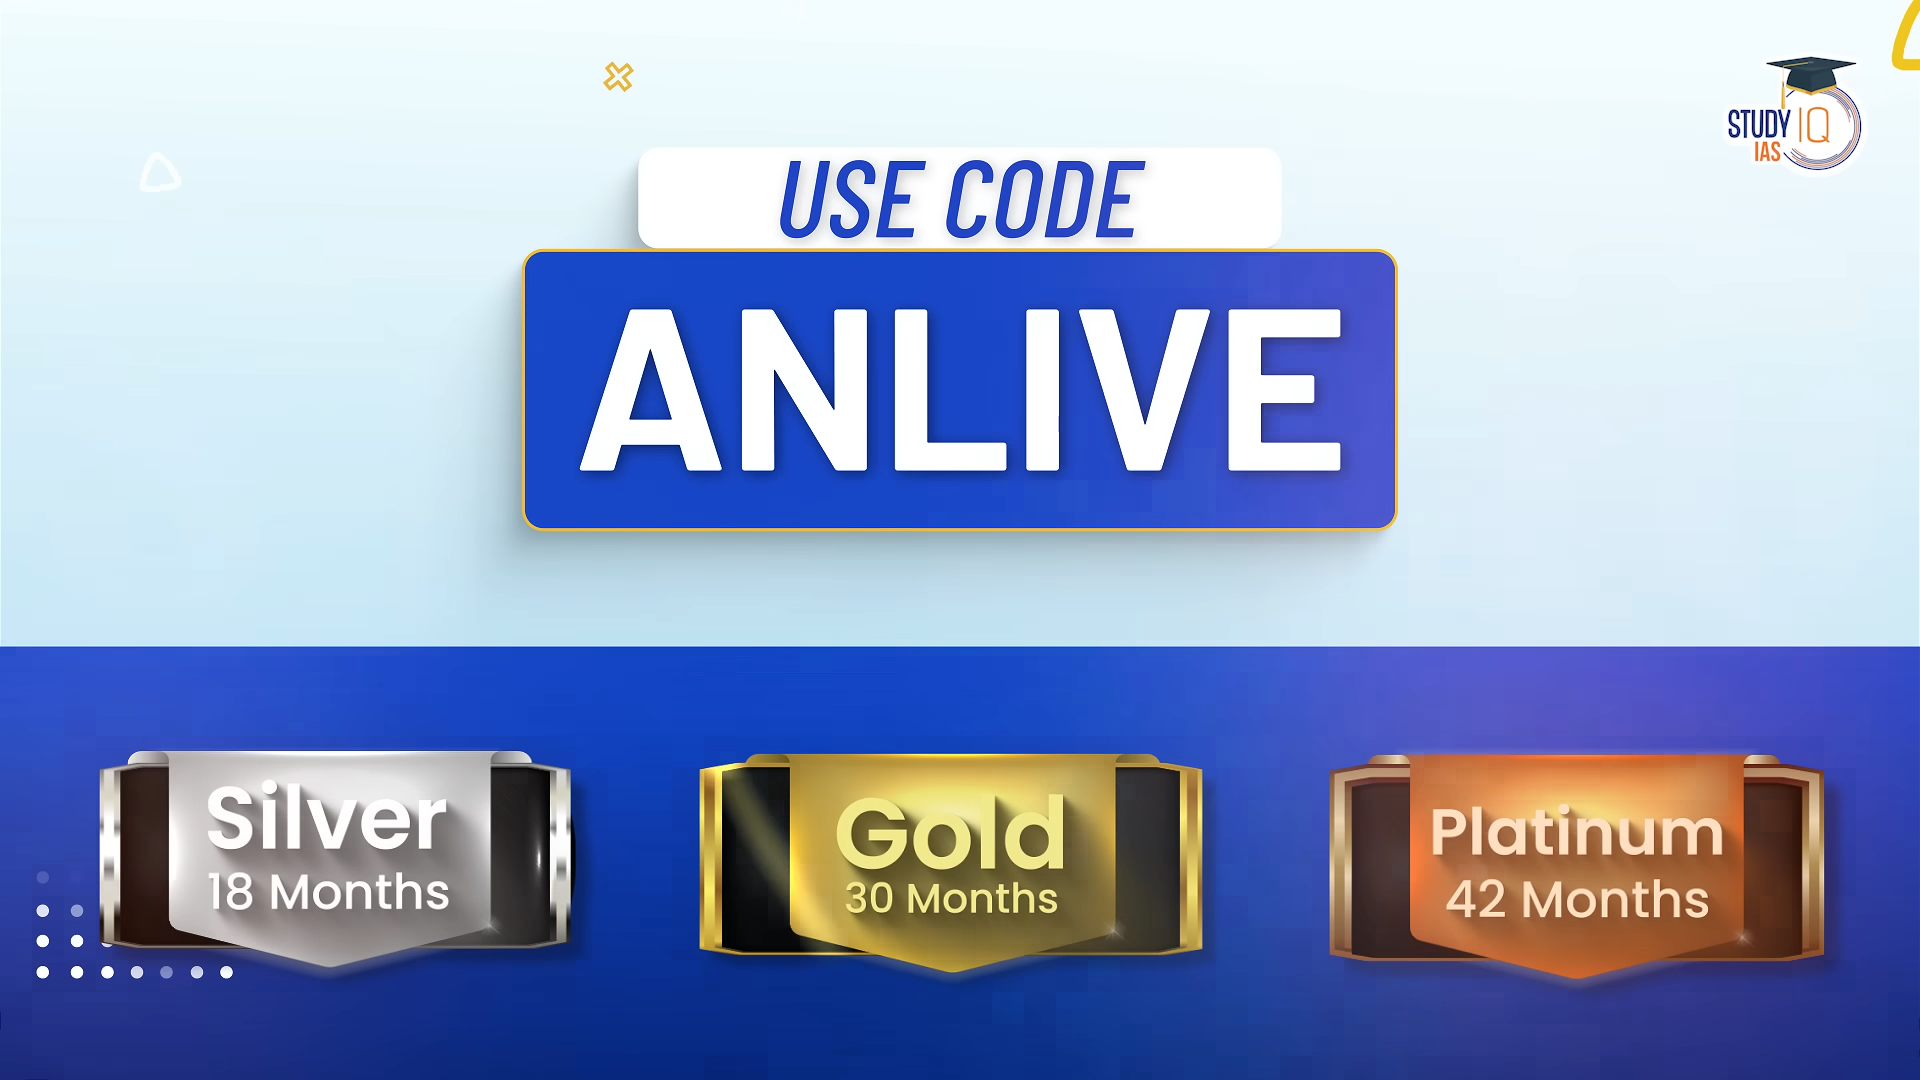 STUDY IQ
IAS
USE CODE
ANLIVE
Silver
18 Months
Gold
30 Months
Platinum
42 Months